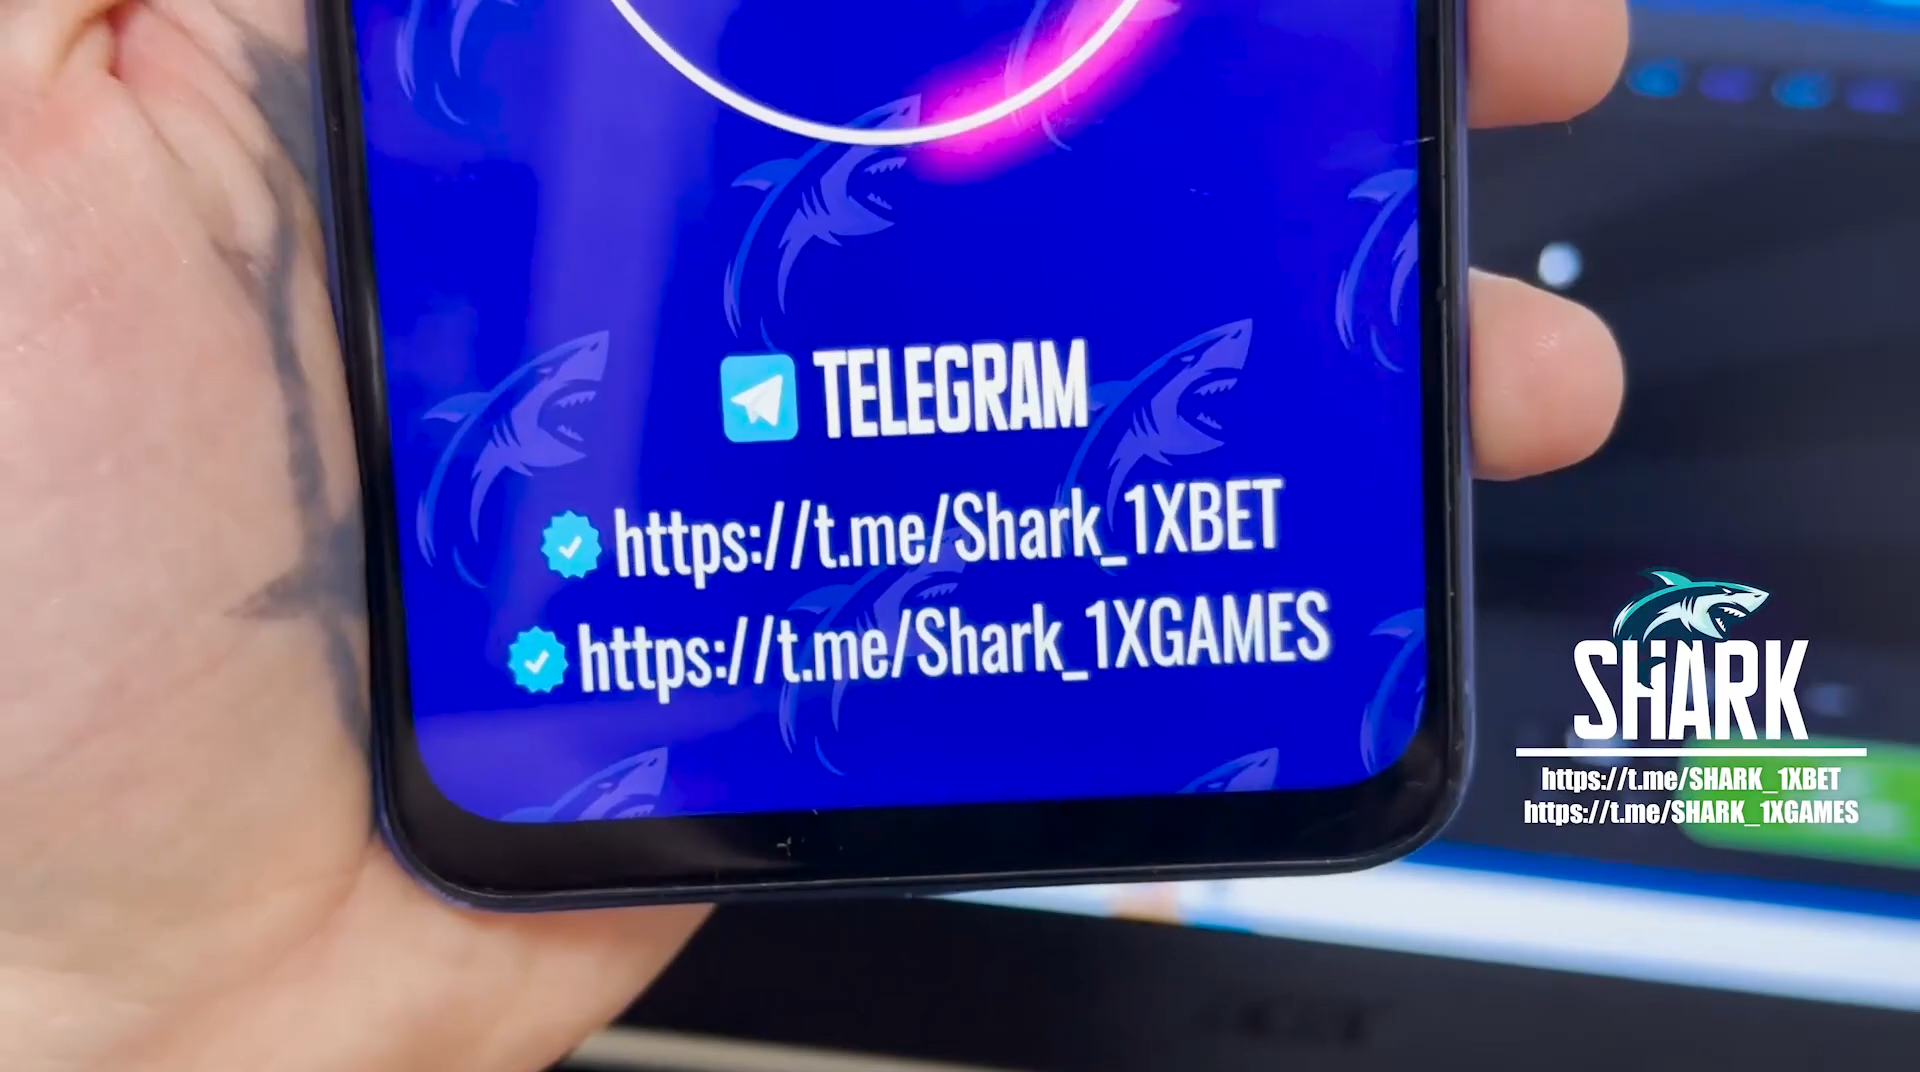 TELEGRAM
https://t.me/Shark_1XBET
https://t.me/Shark_1XGAMES
SHARK
https://t.me/SHARK_1XBET
https://t.me/SHARK_1XGAMES